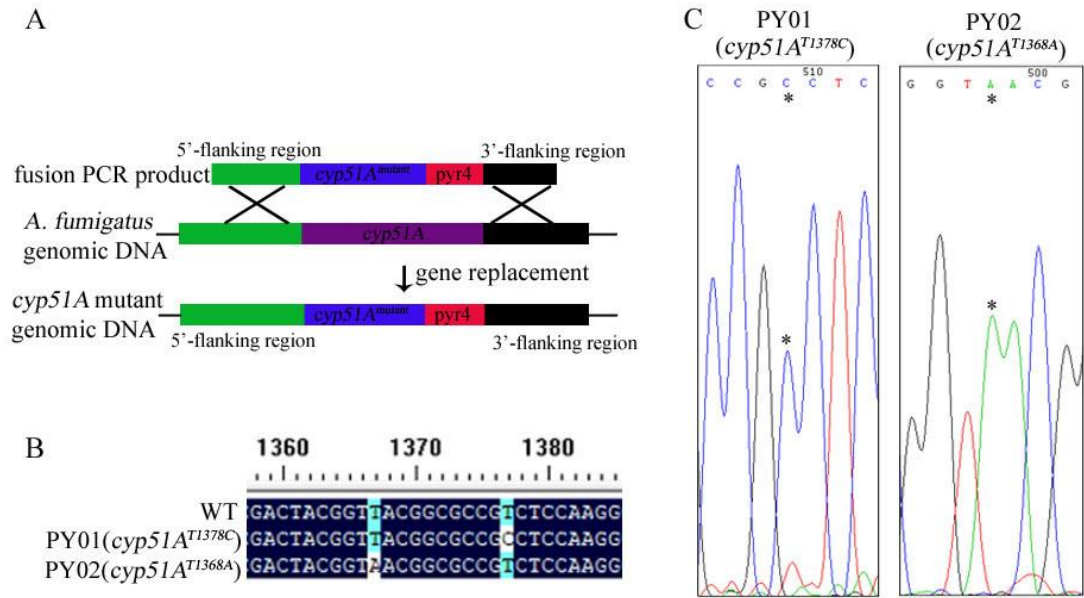 A
5'-flanking region
3'-flanking region
fusion PCR product
cyp51A^mutant
pyr4
A. fumigatus
genomic DNA
cyp51A
gene replacement
cyp51A mutant
genomic DNA
cyp51A^mutant
pyr4
5'-flanking region
3'-flanking region
B
1360 1370 1380
WT GACTACGGTTACGGCGCCGTCTCCAAGG
PY01(cyp51A^T1378C) GACTACGGTTACGGCGCCGCCTCCAAGG
PY02(cyp51A^T1368A) GACTACGGTAACGGCGCCGTCTCCAAGG
C
PY01
(cyp51A^T1378C)
510
C C G C C T C
*
*
PY02
(cyp51A^T1368A)
500
G G T A A C G
*
*